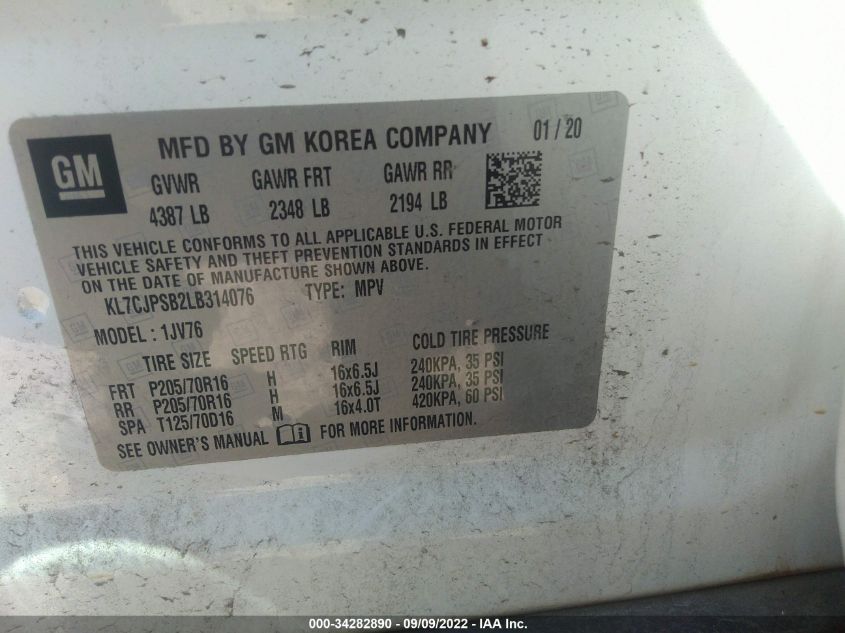 GM
MFD BY GM KOREA COMPANY 01 / 20
GVWR GAWR FRT GAWR RR
4387 LB 2348 LB 2194 LB
THIS VEHICLE CONFORMS TO ALL APPLICABLE U.S. FEDERAL MOTOR
VEHICLE SAFETY AND THEFT PREVENTION STANDARDS IN EFFECT
ON THE DATE OF MANUFACTURE SHOWN ABOVE.
KL7CJPSB2LB314076 TYPE: MPV
MODEL : 1JV76
TIRE SIZE SPEED RTG RIM COLD TIRE PRESSURE
FRT P205/70R16 H 16x6.5J 240KPA, 35 PSI
RR P205/70R16 H 16x6.5J 240KPA, 35 PSI
SPA T125/70D16 M 16x4.0T 420KPA, 60 PSI
SEE OWNER'S MANUAL FOR MORE INFORMATION.
000-34282890 - 09/09/2022 - IAA Inc.